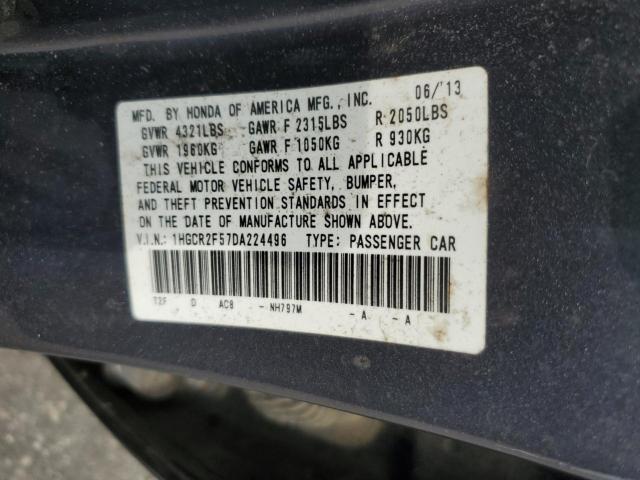 MFD. BY HONDA OF AMERICA MFG., INC. 06/'13
GVWR 4321LBS GAWR F 2315LBS R 2050LBS
GVWR 1960KG GAWR F 1050KG R 930KG
THIS VEHICLE CONFORMS TO ALL APPLICABLE
FEDERAL MOTOR VEHICLE SAFETY, BUMPER,
AND THEFT PREVENTION STANDARDS IN EFFECT
ON THE DATE OF MANUFACTURE SHOWN ABOVE.
V.I.N.: 1HGCR2F57DA224496 TYPE: PASSENGER CAR
T2F D AC8 - NH797M - A - A